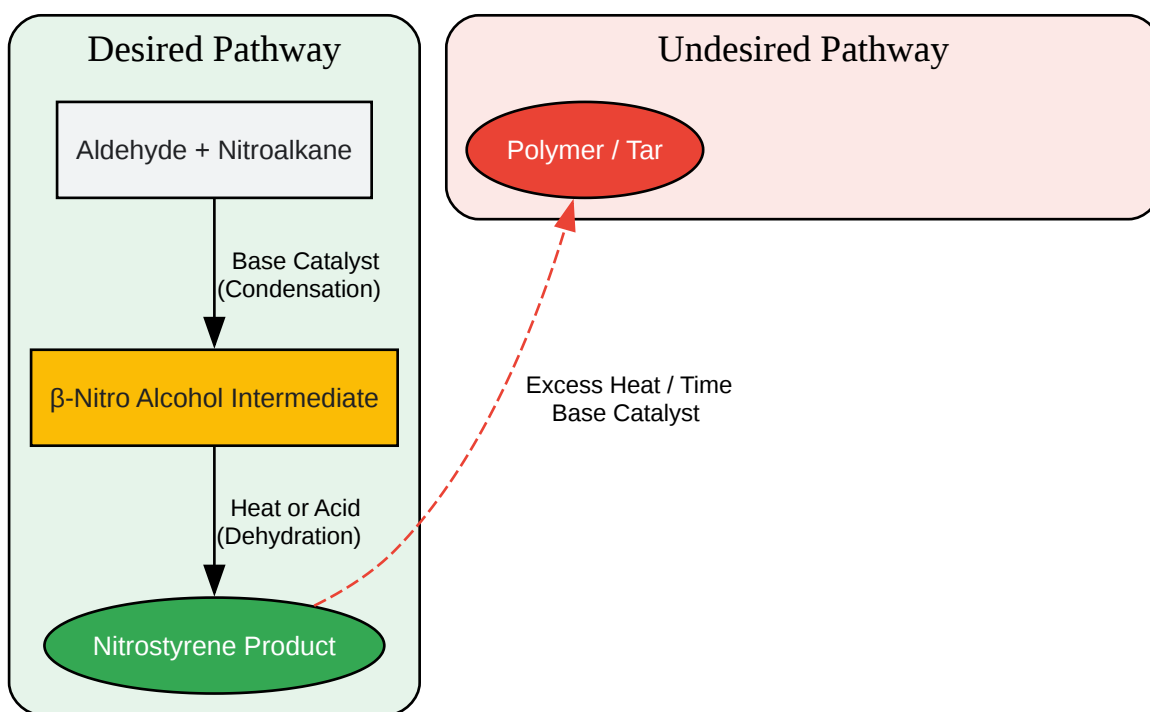 Desired Pathway
Undesired Pathway
Aldehyde + Nitroalkane
Polymer / Tar
Base Catalyst
(Condensation)
β-Nitro Alcohol Intermediate
Excess Heat / Time
Base Catalyst
Heat or Acid
(Dehydration)
Nitrostyrene Product